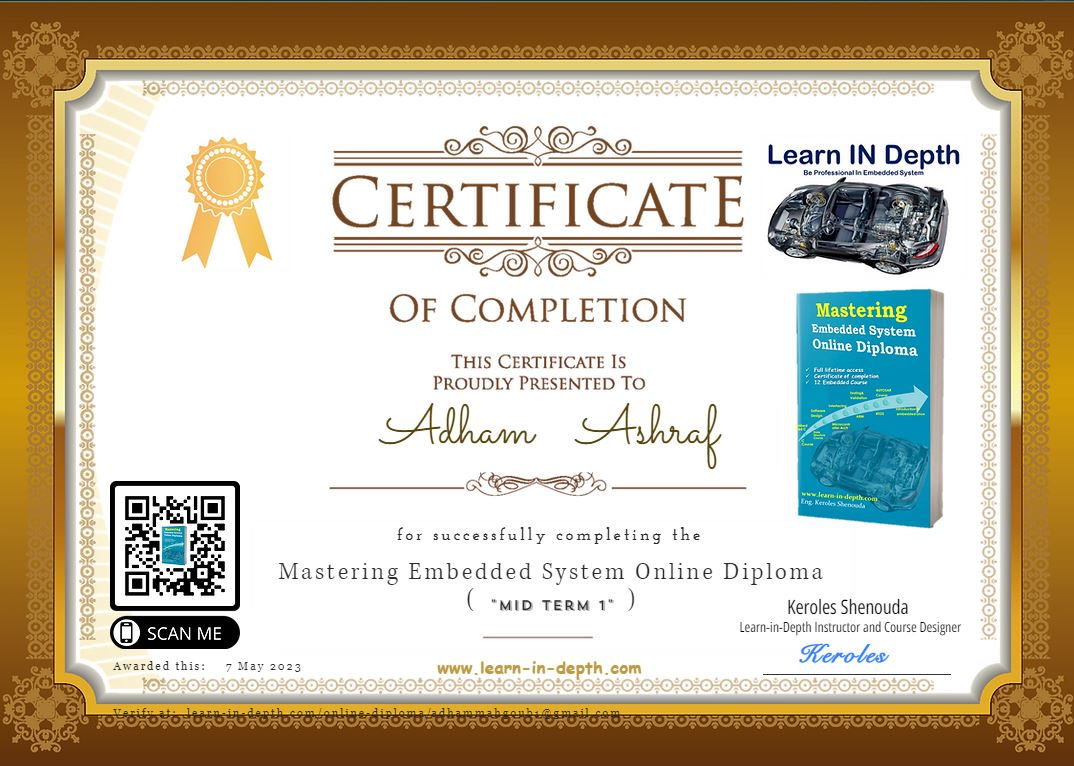 Learn IN Depth
Be Professional In Embedded System
CERTIFICATE
OF COMPLETION
THIS CERTIFICATE IS
PROUDLY PRESENTED TO
Adham Ashraf
Mastering
Embedded System
Online Diploma
✓ Full lifetime access
✓ Certificate of completion
✓ 12 Embedded Course
www.learn-in-depth.com
Eng. Keroles Shenouda
for successfully completing the
Mastering Embedded System Online Diploma
( "MID TERM 1" )
Keroles Shenouda
Learn-in-Depth Instructor and Course Designer
Keroles
SCAN ME
Awarded this: 7 May 2023
www.learn-in-depth.com
Verify at: learn-in-depth.com/online-diploma/adhammahgoub1@gmail.com